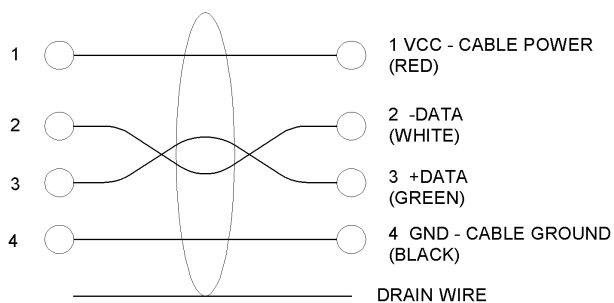 1
1 VCC - CABLE POWER
(RED)
2
2 -DATA
(WHITE)
3
3 +DATA
(GREEN)
4
4 GND - CABLE GROUND
(BLACK)
DRAIN WIRE